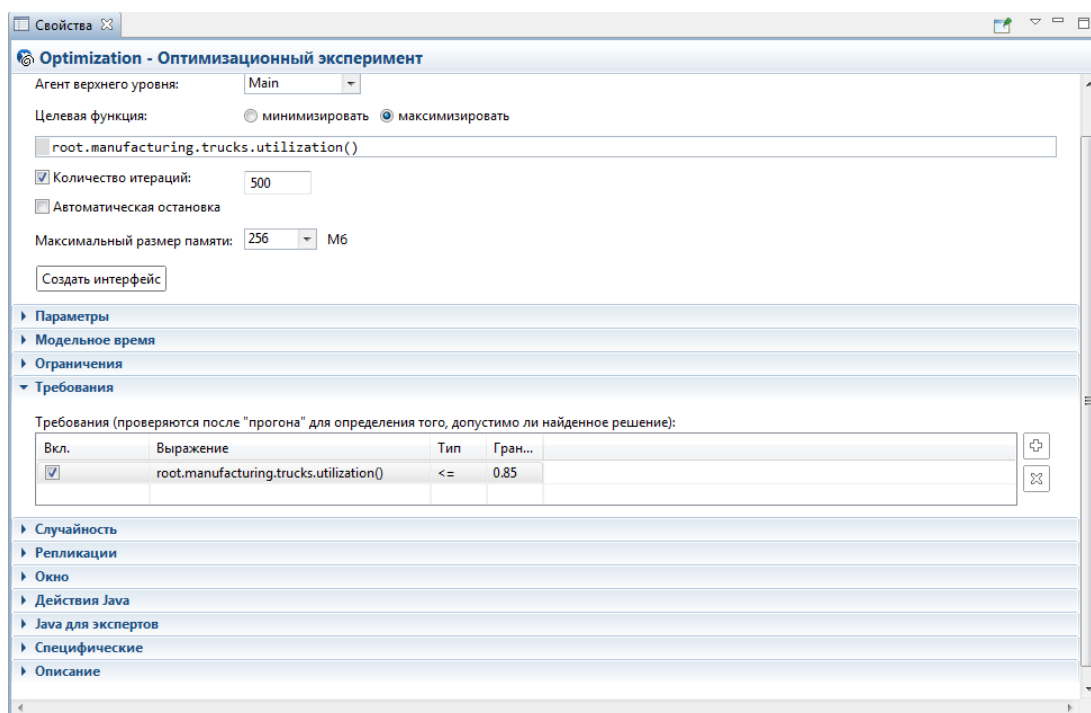 Свойства
Optimization - Оптимизационный эксперимент
Агент верхнего уровня: Main
Целевая функция: минимизировать максимизировать
root.manufacturing.trucks.utilization()
Количество итераций: 500
Автоматическая остановка
Максимальный размер памяти: 256 Мб
Создать интерфейс
Параметры
Модельное время
Ограничения
Требования
Требования (проверяются после "прогона" для определения того, допустимо ли найденное решение):
Вкл. Выражение Тип Гран...
root.manufacturing.trucks.utilization() <= 0.85
Случайность
Репликации
Окно
Действия Java
Java для экспертов
Специфические
Описание